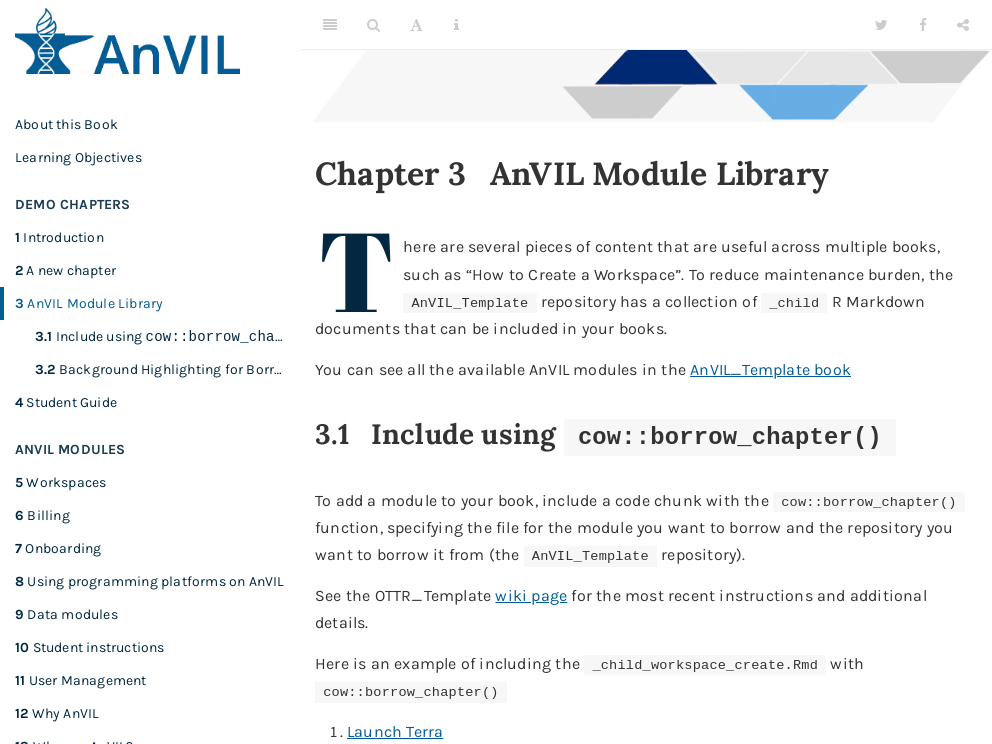 AnVIL
About this Book
Learning Objectives
DEMO CHAPTERS
1 Introduction
2 A new chapter
3 AnVIL Module Library
3.1 Include using cow::borrow_cha…
3.2 Background Highlighting for Borr…
4 Student Guide
ANVIL MODULES
5 Workspaces
6 Billing
7 Onboarding
8 Using programming platforms on AnVIL
9 Data modules
10 Student instructions
11 User Management
12 Why AnVIL
Chapter 3 AnVIL Module Library
There are several pieces of content that are useful across multiple books,
such as “How to Create a Workspace”. To reduce maintenance burden, the
AnVIL_Template repository has a collection of _child R Markdown
documents that can be included in your books.
You can see all the available AnVIL modules in the AnVIL_Template book
3.1 Include using cow::borrow_chapter()
To add a module to your book, include a code chunk with the cow::borrow_chapter()
function, specifying the file for the module you want to borrow and the repository you
want to borrow it from (the AnVIL_Template repository).
See the OTTR_Template wiki page for the most recent instructions and additional
details.
Here is an example of including the _child_workspace_create.Rmd with
cow::borrow_chapter()
1. Launch Terra